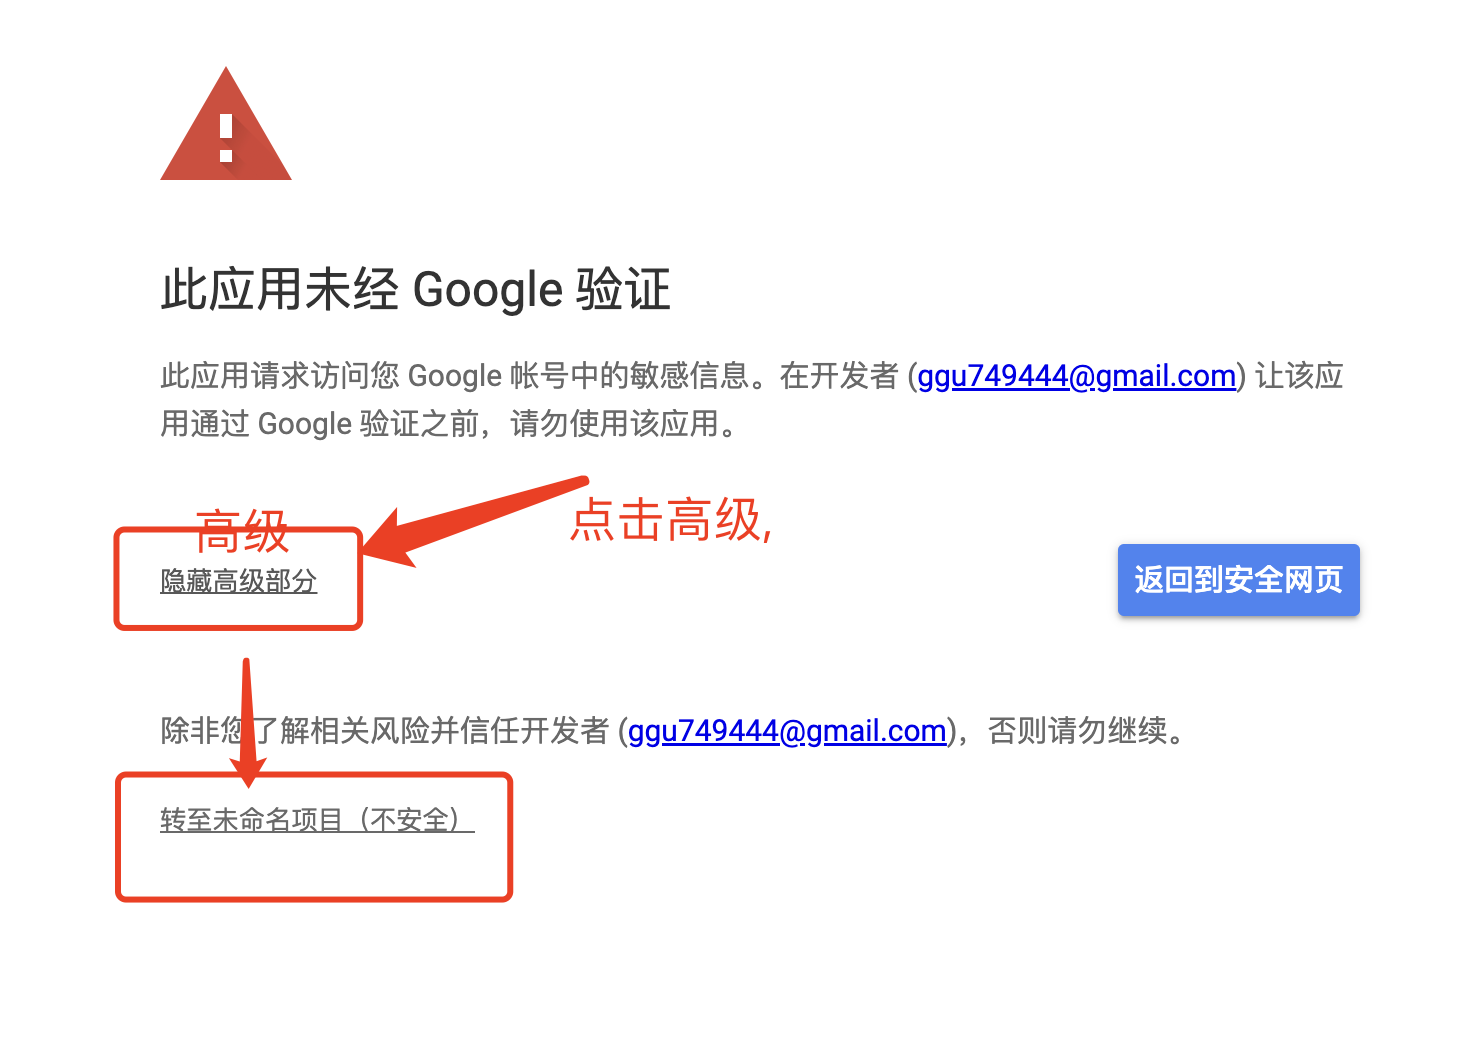 此应用未经 Google 验证
此应用请求访问您 Google 帐号中的敏感信息。在开发者 (ggu749444@gmail.com) 让该应
用通过 Google 验证之前，请勿使用该应用。
高级
点击高级,
隐藏高级部分
返回到安全网页
除非您了解相关风险并信任开发者 (ggu749444@gmail.com)，否则请勿继续。
转至未命名项目（不安全）